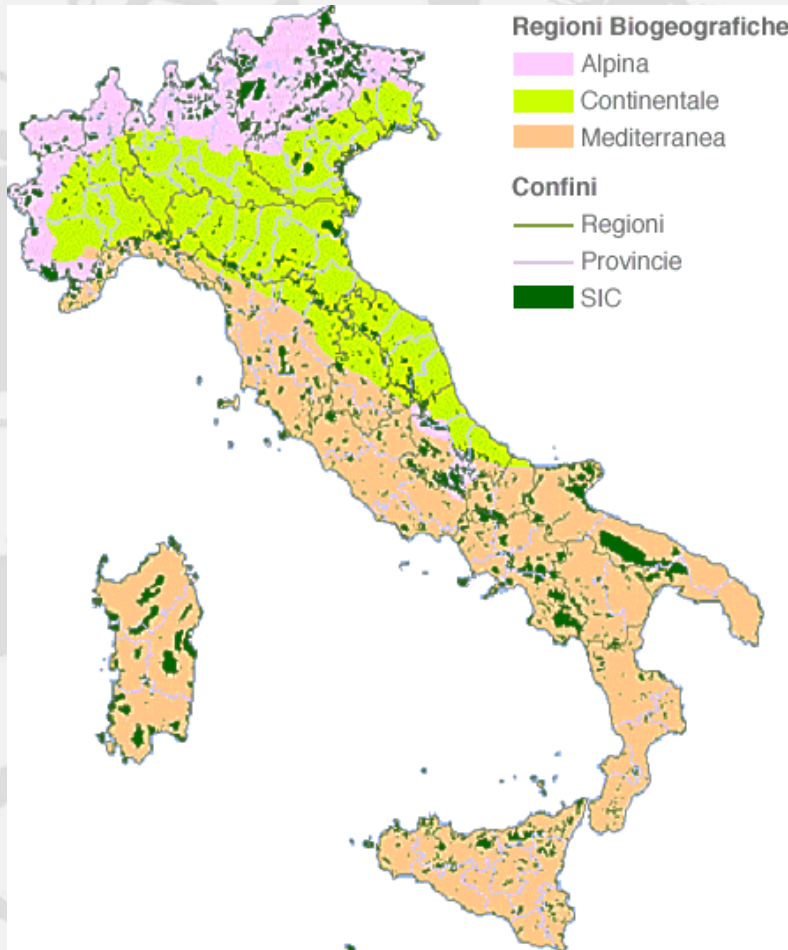 Regioni Biogeografiche
Alpina
Continentale
Mediterranea
Confini
Regioni
Provincie
SIC